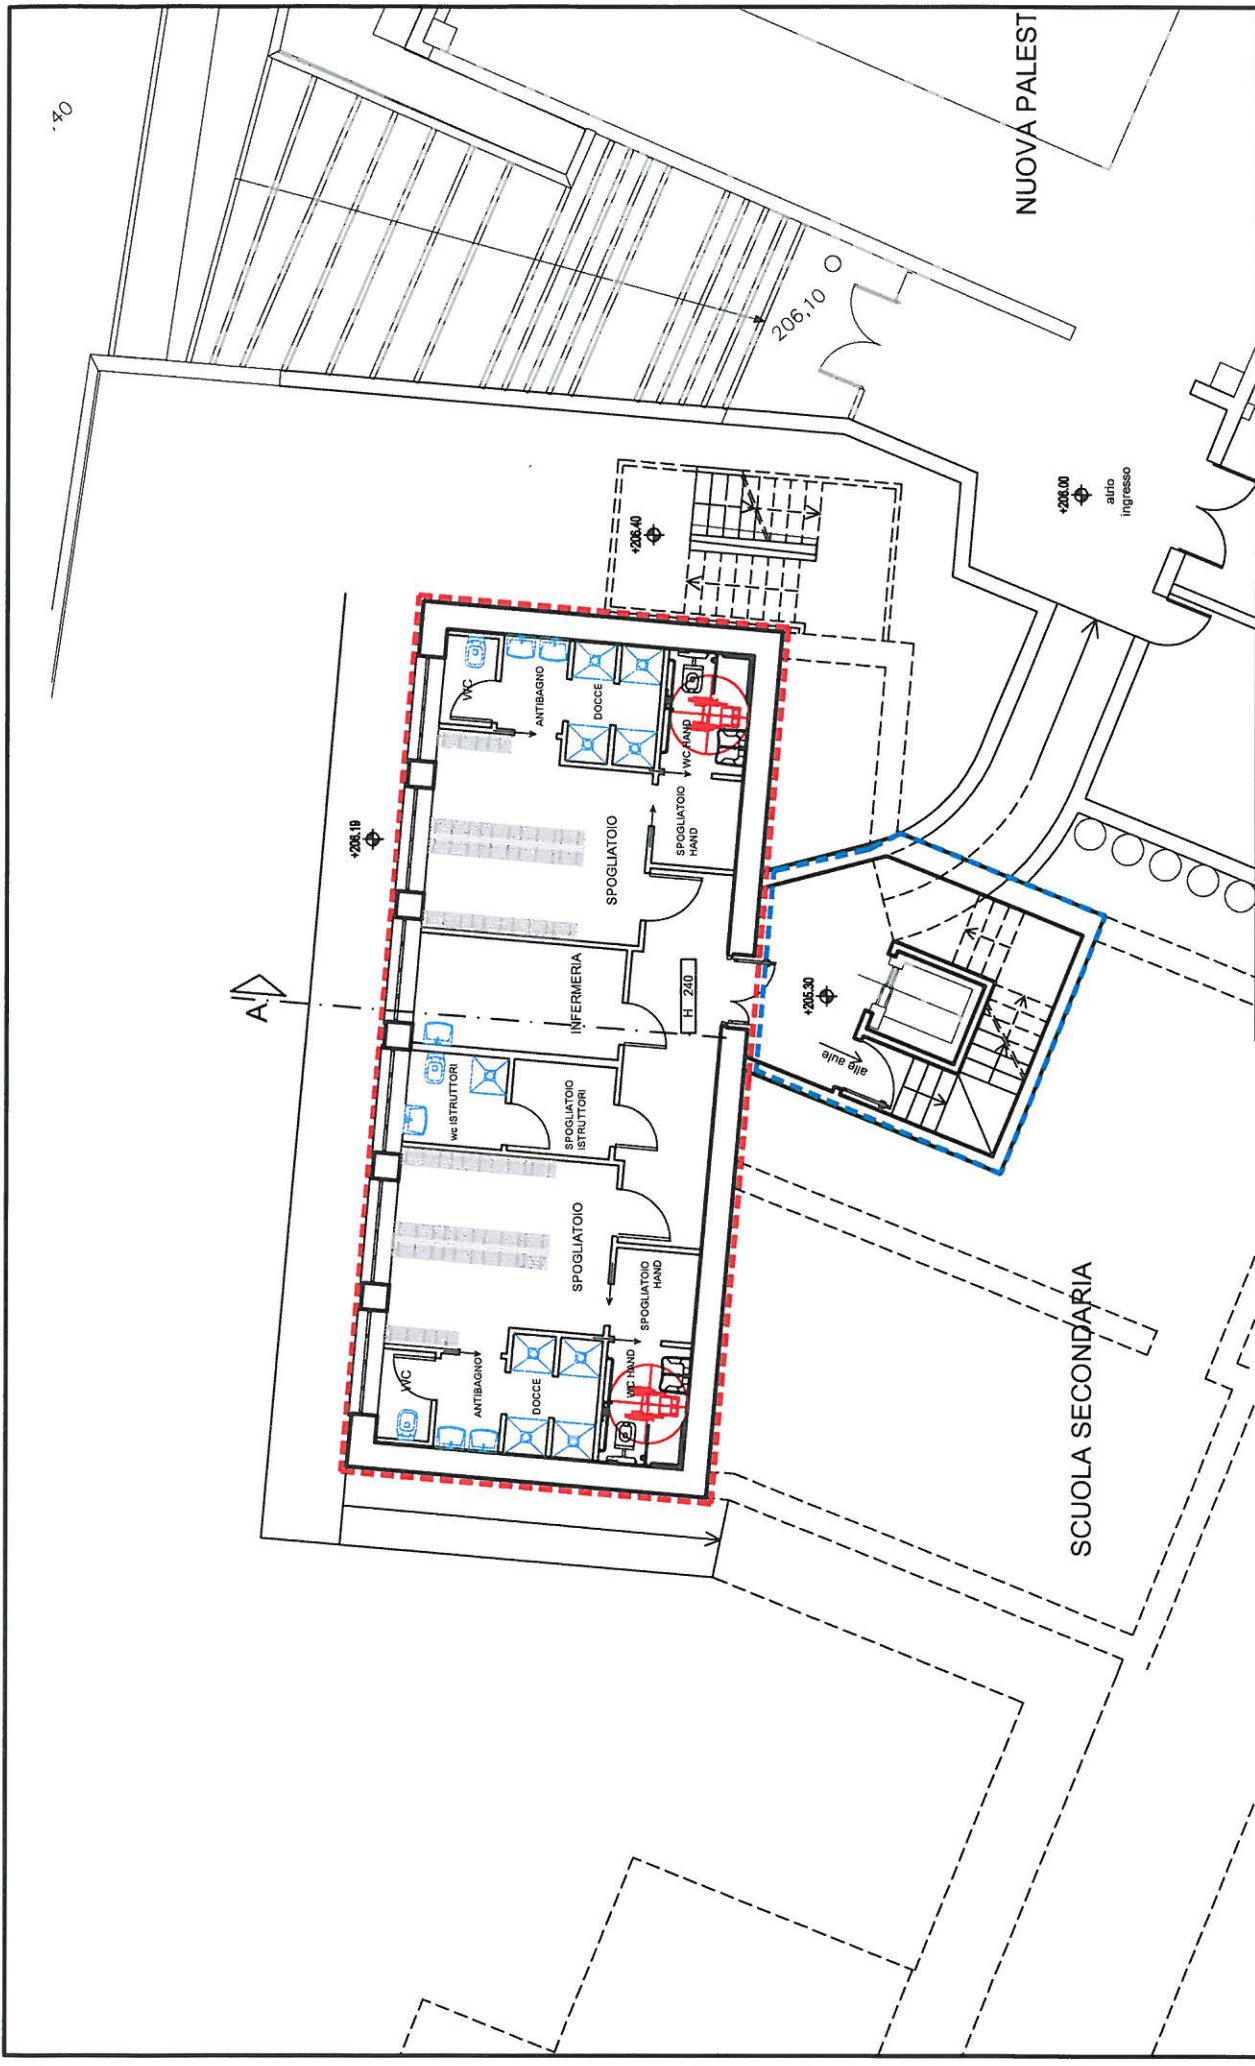 .40
NUOVA PALEST
206,10
+206.00
atrio
ingresso
+206.40
+206.19
WC
ANTIBAGNO
DOCCE
WC HAND
SPOGLIATOIO
HAND
SPOGLIATOIO
INFERMERIA
H 240
A
wc ISTRUTTORI
SPOGLIATOIO
ISTRUTTORI
+205.30
alle aule
SPOGLIATOIO
SPOGLIATOIO
HAND
WC HAND
WC
ANTIBAGNO
DOCCE
SCUOLA SECONDARIA